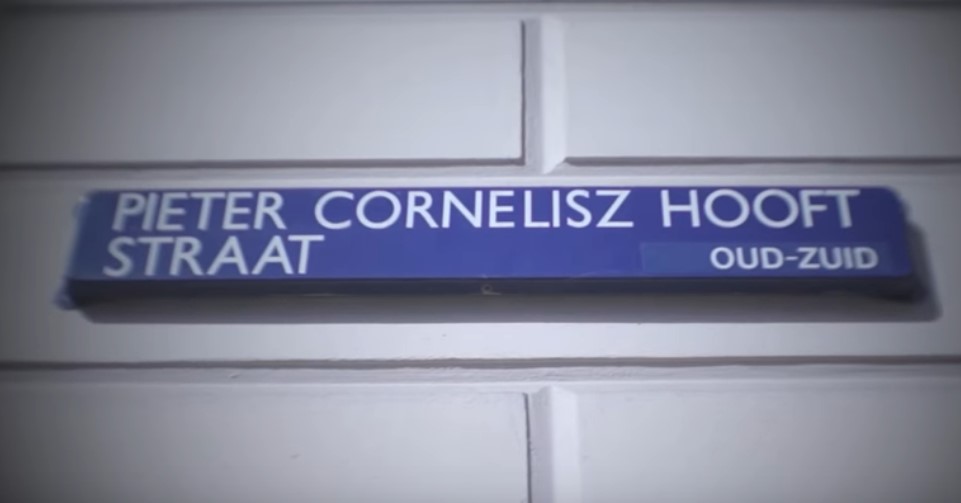 PIETER CORNELISZ HOOFT
STRAAT
OUD-ZUID